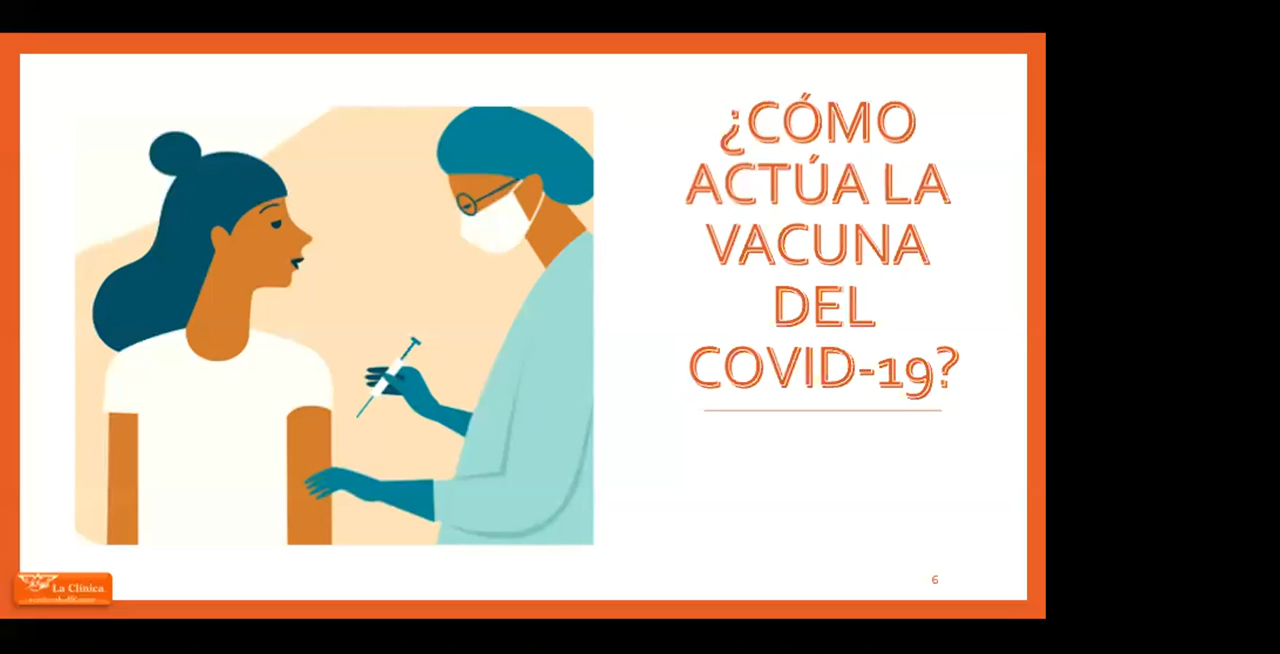 ¿CÓMO
ACTÚA LA
VACUNA
DEL
COVID-19?
La Clínica
6